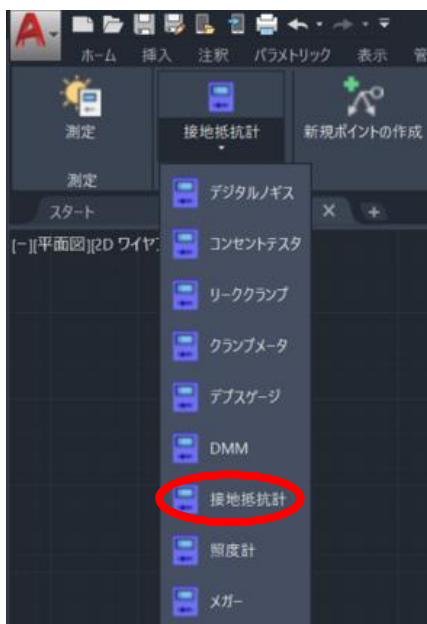 ホーム 挿入 注釈 パラメトリック 表示 管
測定 接地抵抗計 新規ポイントの作成
測定
スタート
[-][平面図][2D ワイヤ
デジタルノギス
コンセントテスタ
リーククランプ
クランプメータ
デプスゲージ
DMM
接地抵抗計
照度計
メガー